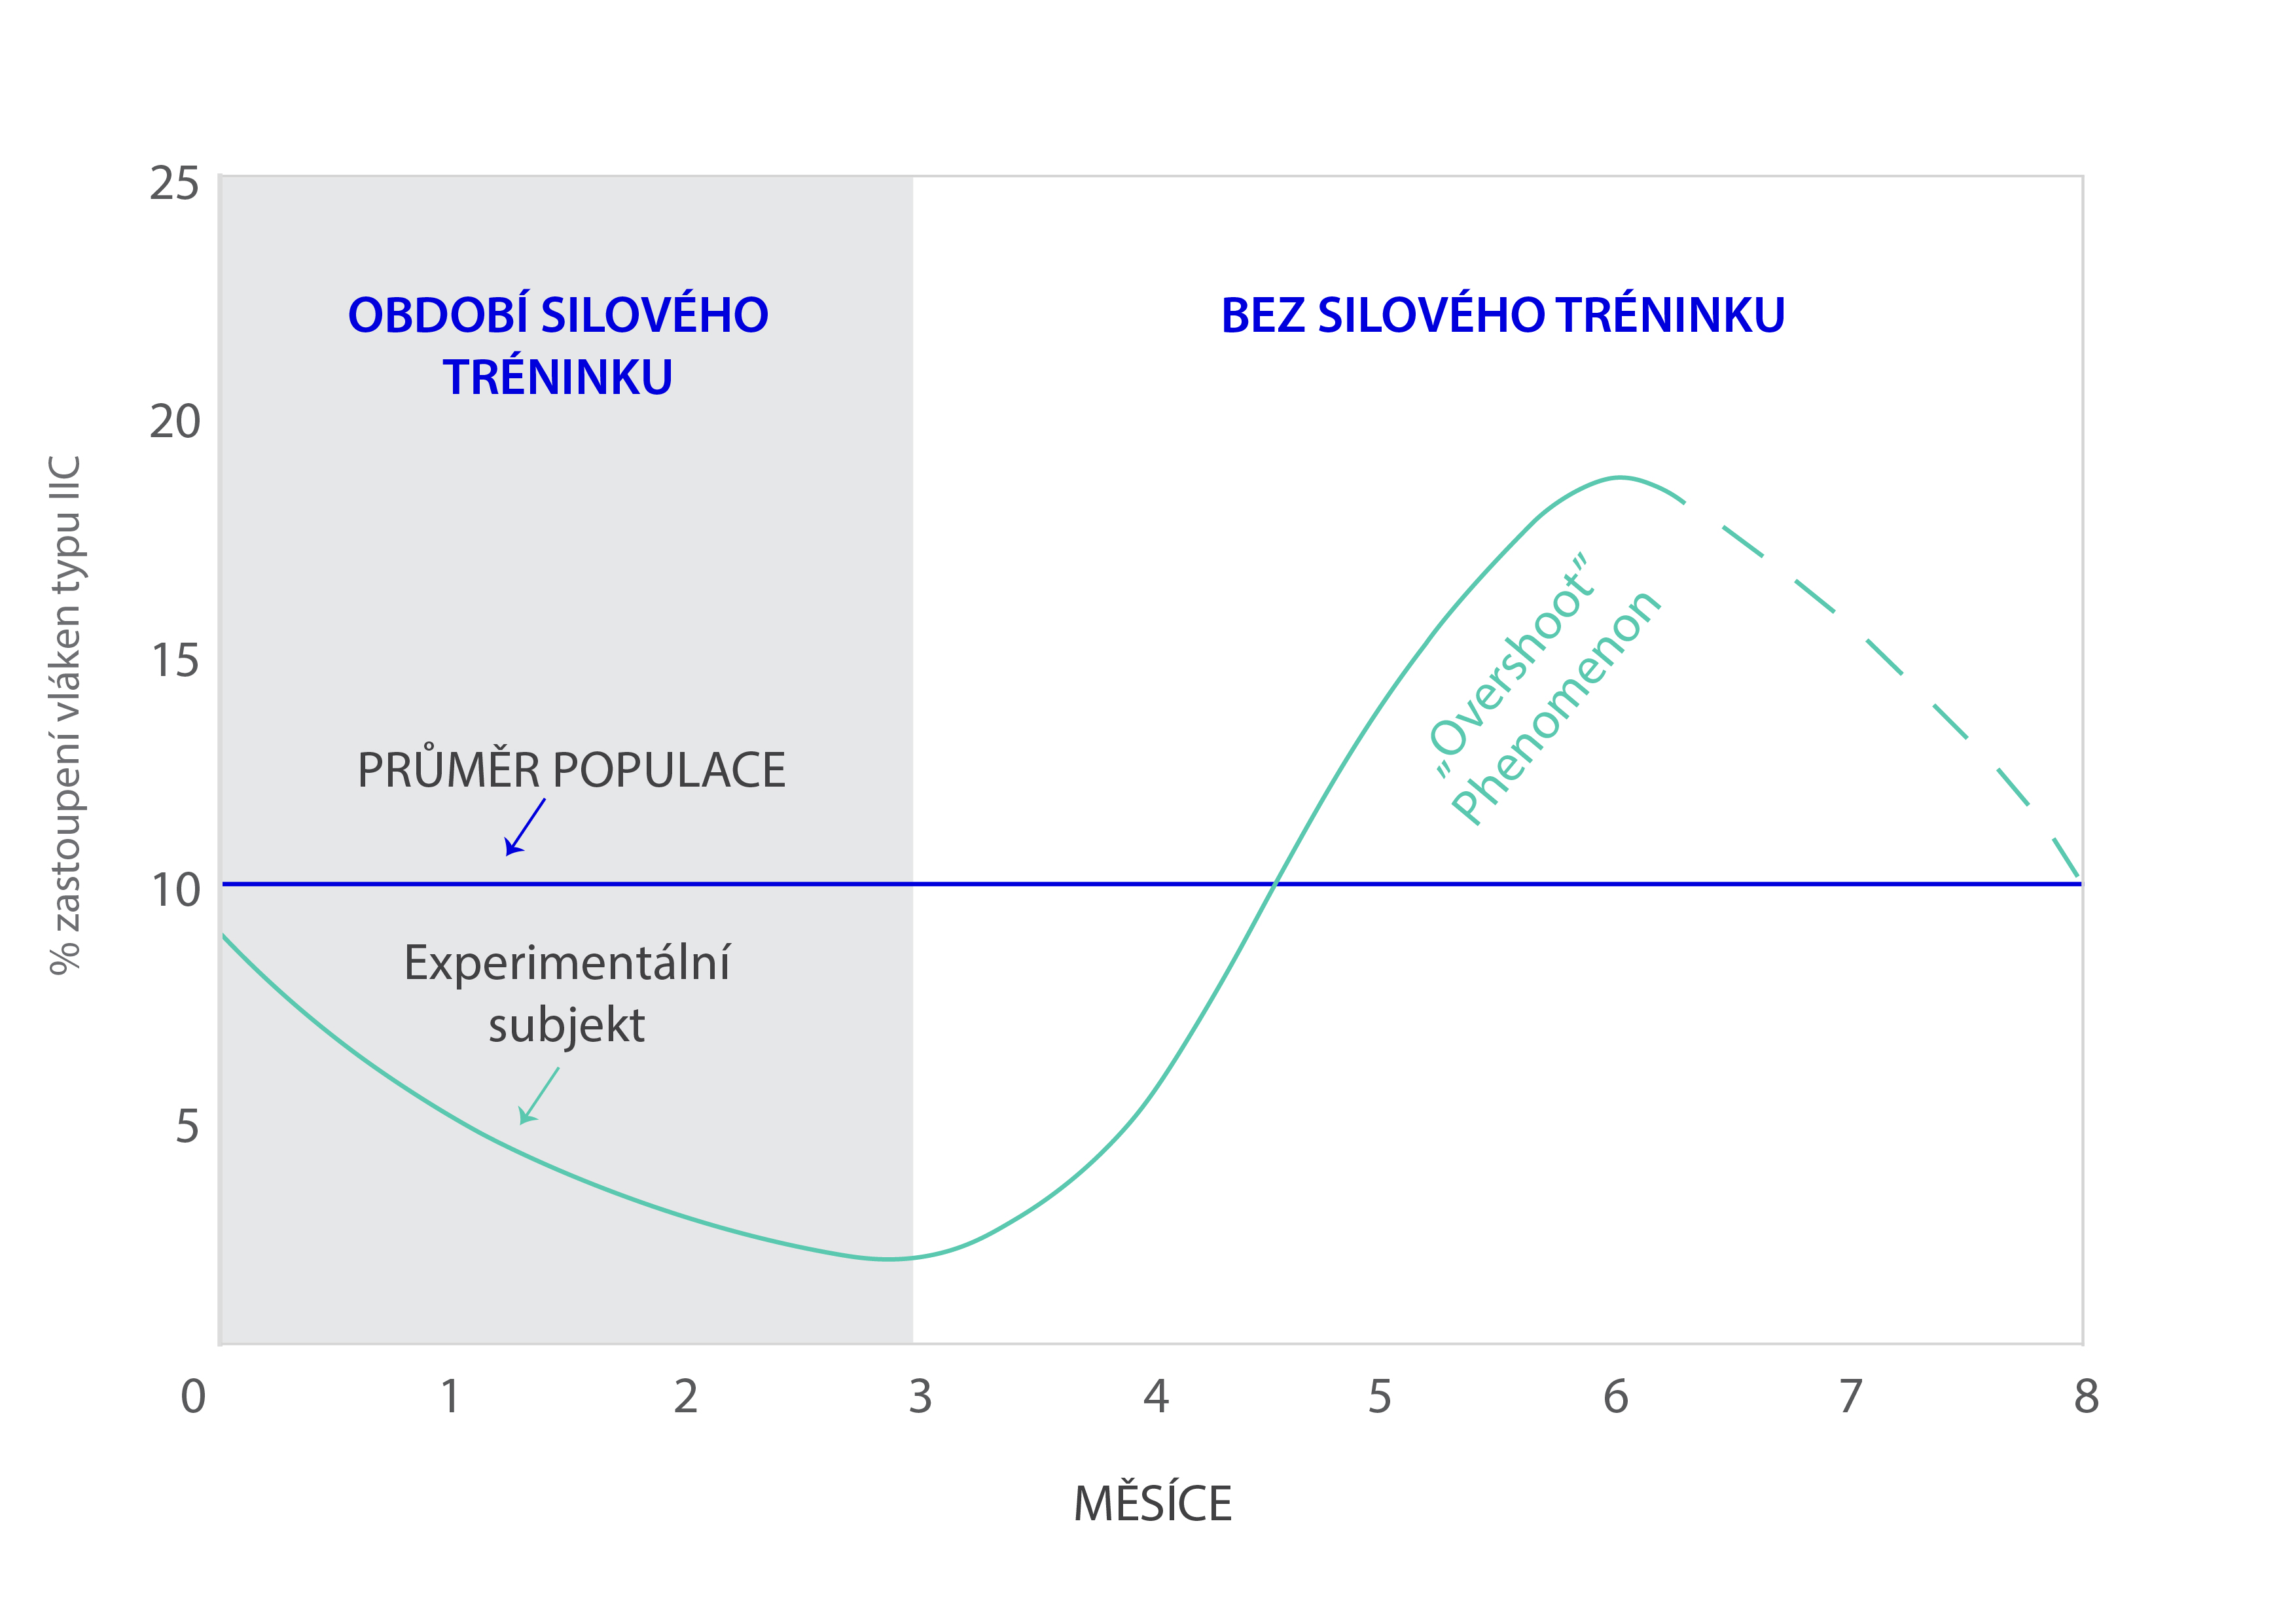 25
OBDOBÍ SILOVÉHO
TRÉNINKU
BEZ SILOVÉHO TRÉNINKU
20
15
10
5
% zastoupení vláken typu IIC
PRŮMĚR POPULACE
Experimentální
subjekt
”Overshoot”
Phenomenon
0 1 2 3 4 5 6 7 8
MĚSÍCE